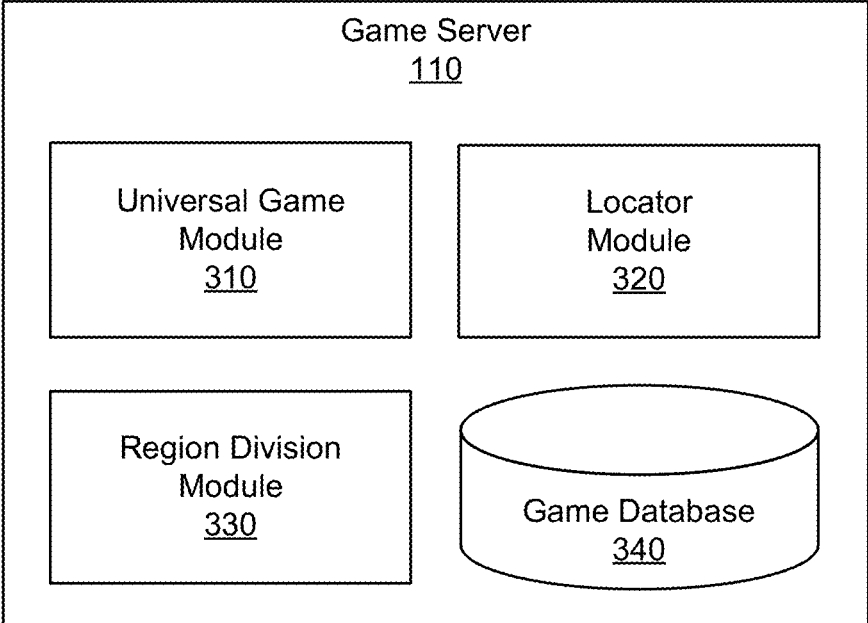 Game Server
110
Universal Game
Module
310
Locator
Module
320
Region Division
Module
330
Game Database
340